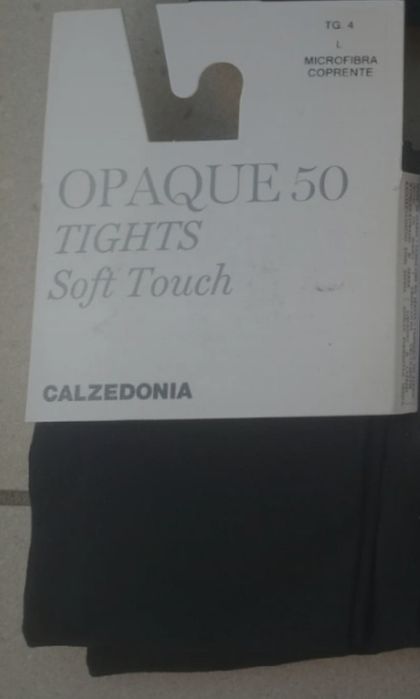 TG. 4
L
MICROFIBRA
COPRENTE
OPAQUE 50
TIGHTS
Soft Touch
CALZEDONIA